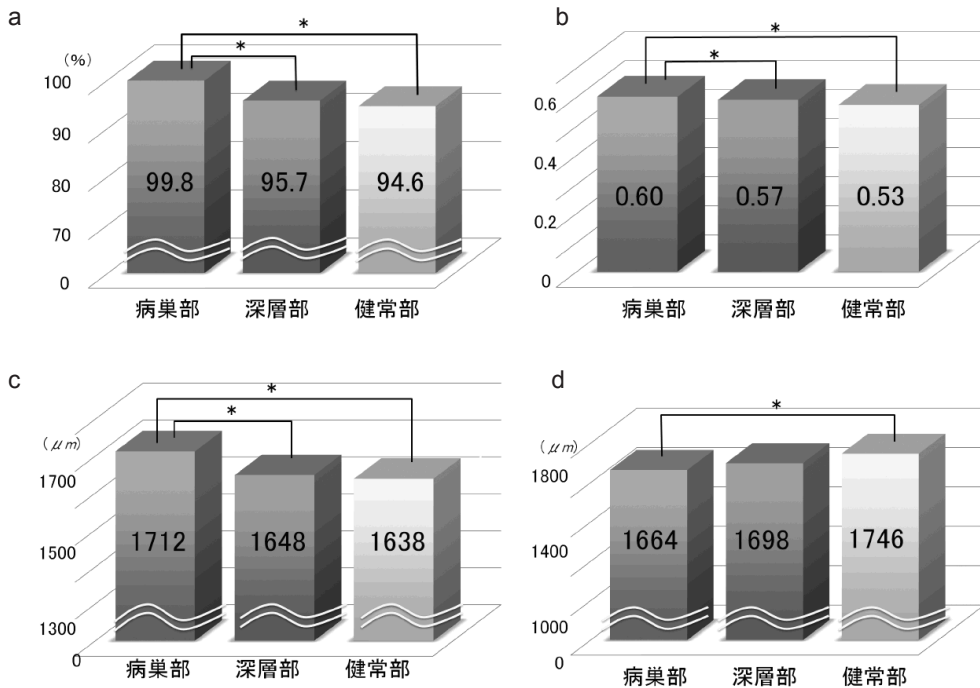 a
(%)
*
*
100
90
80
70
0
99.8
95.7
94.6
病巣部
深層部
健常部
b
*
*
0.6
0.4
0.2
0
0.60
0.57
0.53
病巣部
深層部
健常部
c
(μm)
*
*
1700
1500
1300
0
1712
1648
1638
病巣部
深層部
健常部
d
(μm)
*
1800
1400
1000
0
1664
1698
1746
病巣部
深層部
健常部